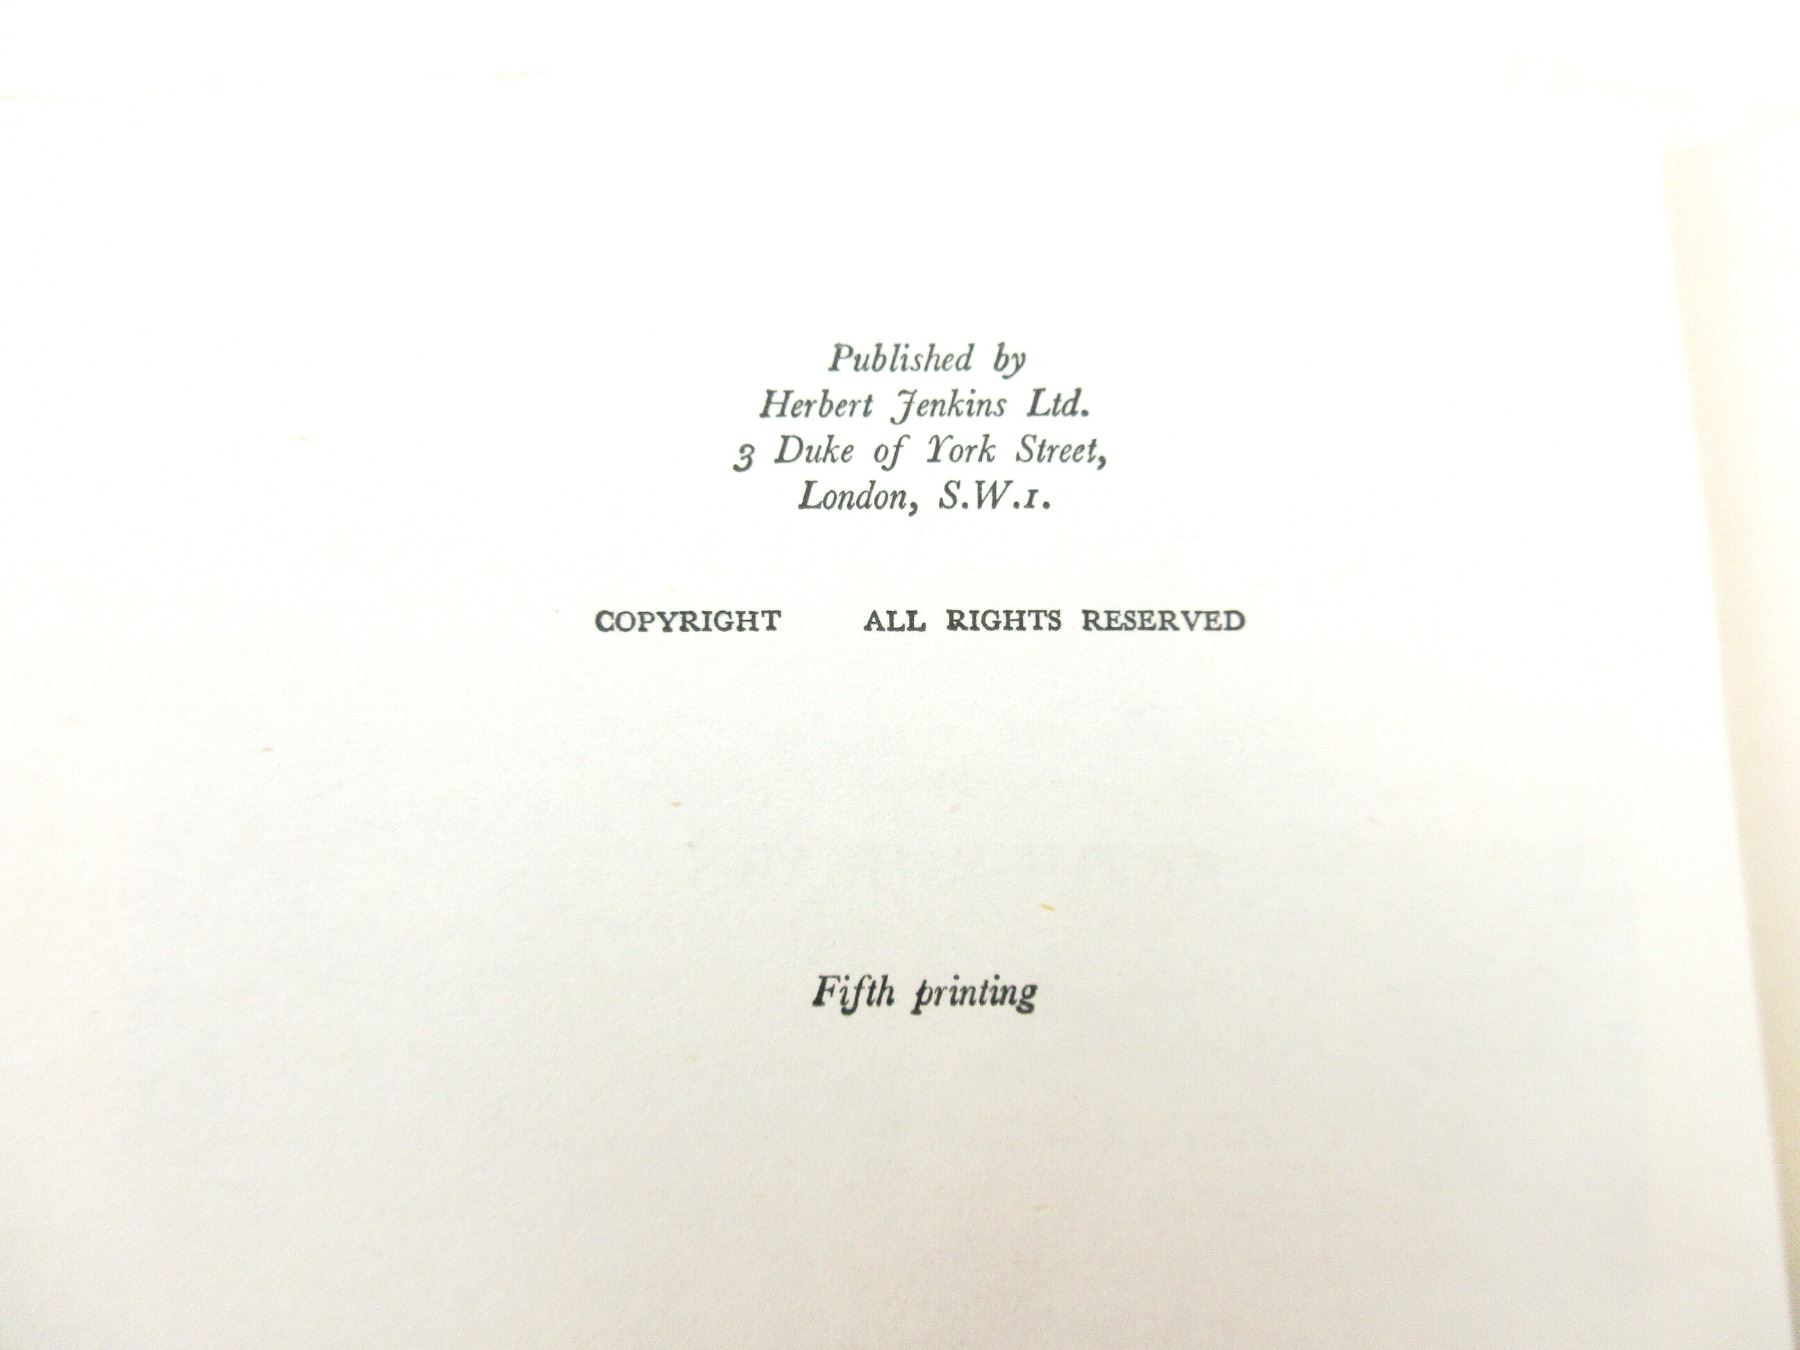 Published by
Herbert Jenkins Ltd.
3 Duke of York Street,
London, S.W.1.
COPYRIGHT ALL RIGHTS RESERVED
Fifth printing